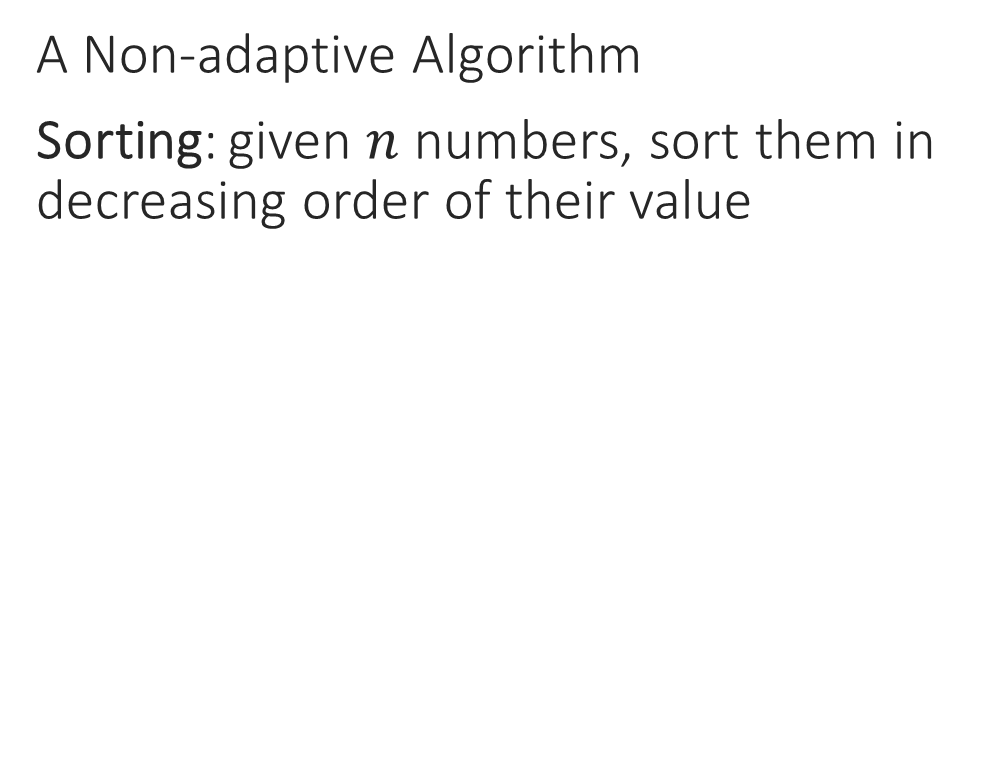 A Non-adaptive Algorithm
Sorting: given n numbers, sort them in
decreasing order of their value